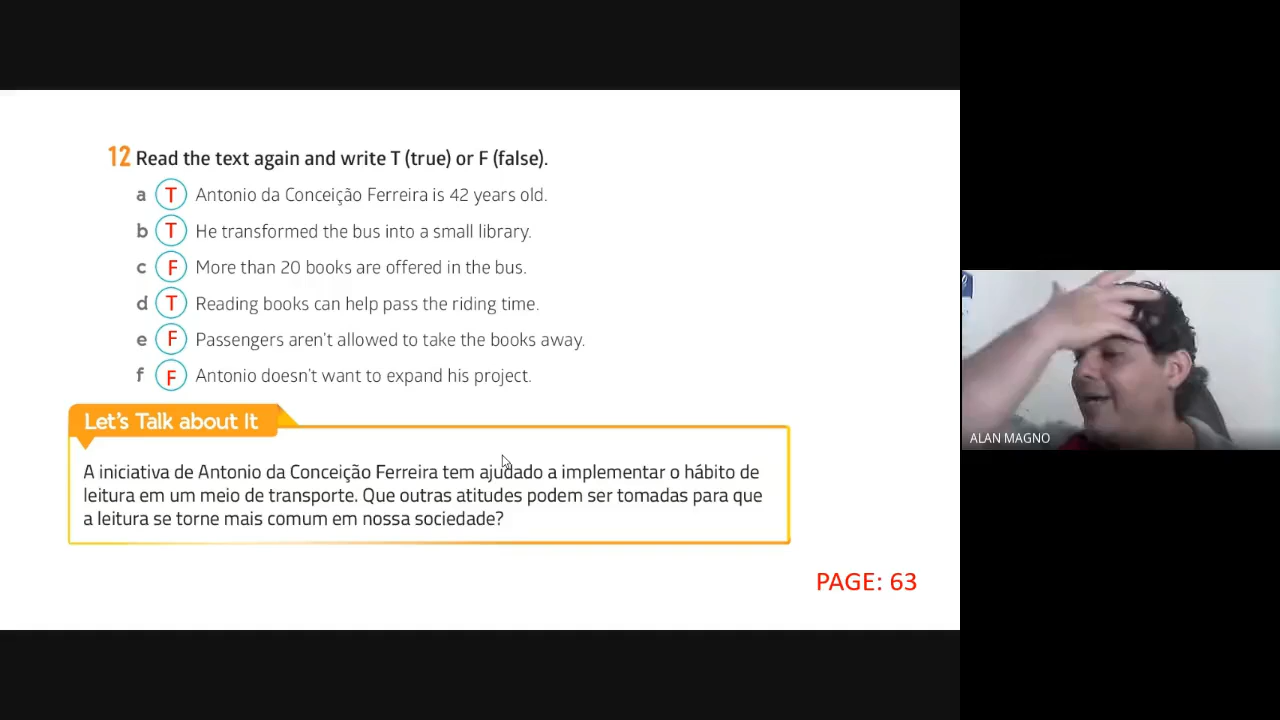 12 Read the text again and write T (true) or F (false).
a T Antonio da Conceição Ferreira is 42 years old.
b T He transformed the bus into a small library.
c F More than 20 books are offered in the bus.
d T Reading books can help pass the riding time.
e F Passengers aren't allowed to take the books away.
f F Antonio doesn't want to expand his project.
Let's Talk about It
A iniciativa de Antonio da Conceição Ferreira tem ajudado a implementar o hábito de
leitura em um meio de transporte. Que outras atitudes podem ser tomadas para que
a leitura se torne mais comum em nossa sociedade?
PAGE: 63
ALAN MAGNO